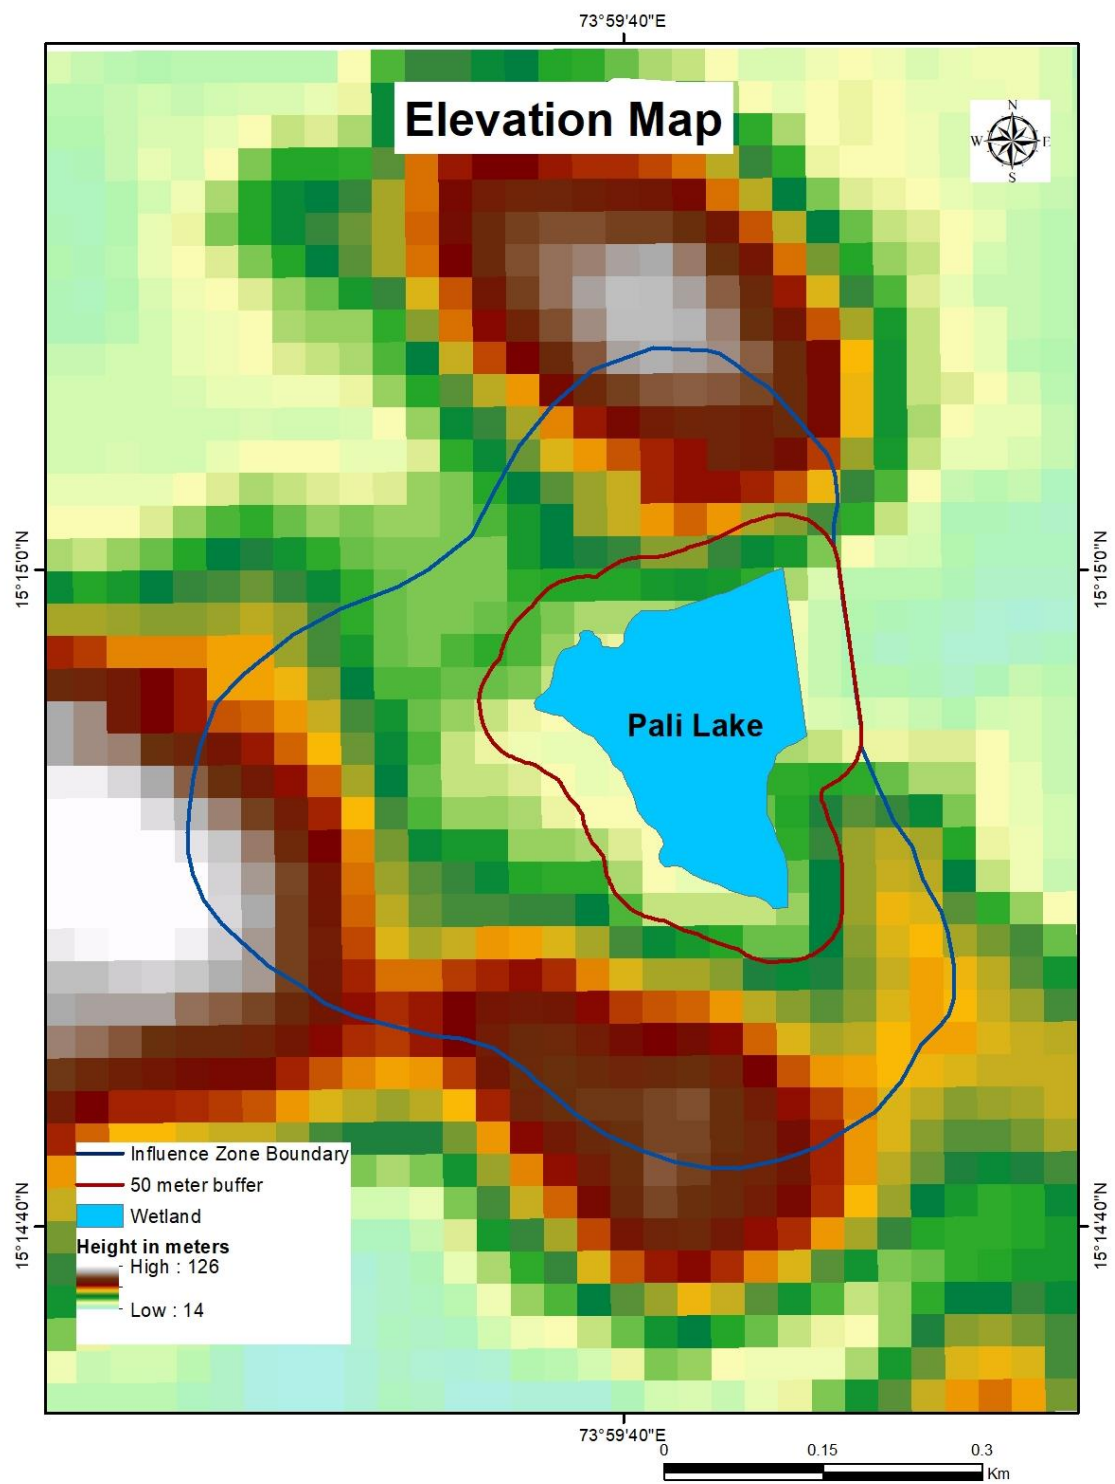 73°59'40"E
Elevation Map
N
W E
S
15°15'0"N
15°15'0"N
Pali Lake
15°14'40"N
15°14'40"N
Influence Zone Boundary
50 meter buffer
Wetland
Height in meters
High : 126
Low : 14
73°59'40"E
0 0.15 0.3
Km